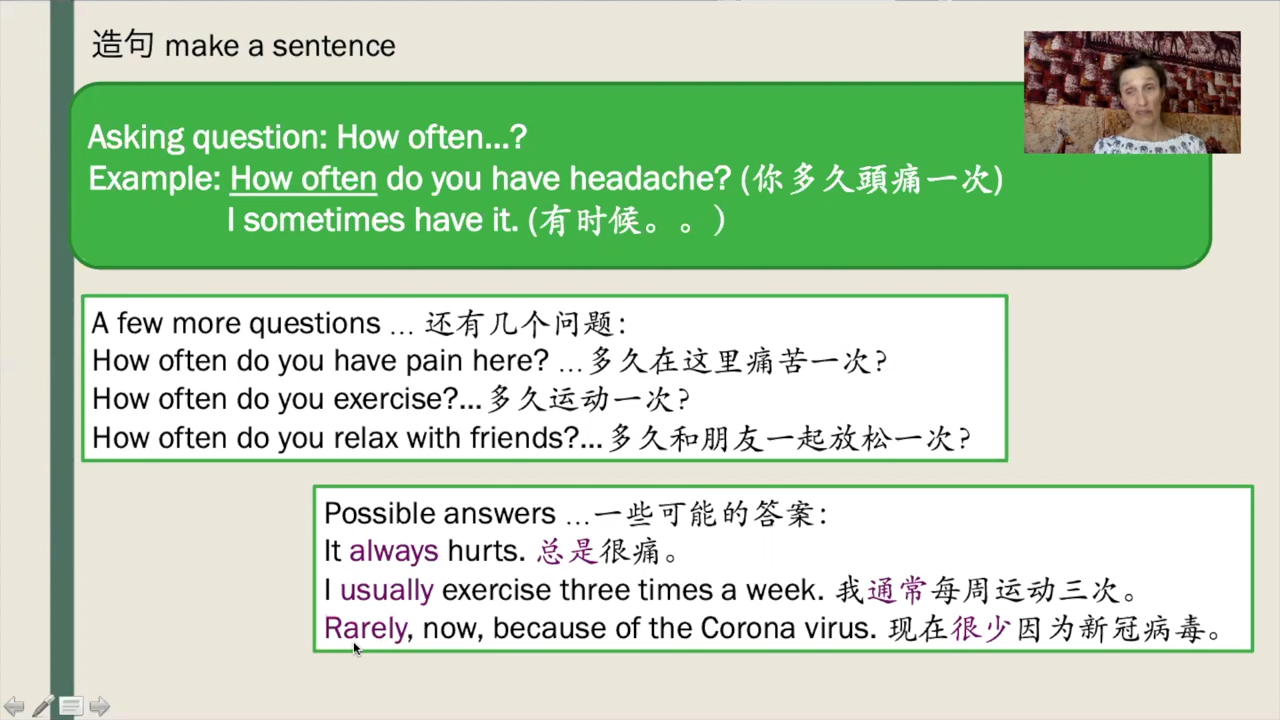 造句 make a sentence
Asking question: How often...?
Example: How often do you have headache? (你多久頭痛一次)
I sometimes have it. (有时候。。)
A few more questions ... 还有几个问题:
How often do you have pain here? ...多久在这里痛苦一次?
How often do you exercise?...多久运动一次?
How often do you relax with friends?...多久和朋友一起放松一次?
Possible answers ...一些可能的答案:
It always hurts. 总是很痛。
I usually exercise three times a week. 我通常每周运动三次。
Rarely, now, because of the Corona virus. 现在很少因为新冠病毒。